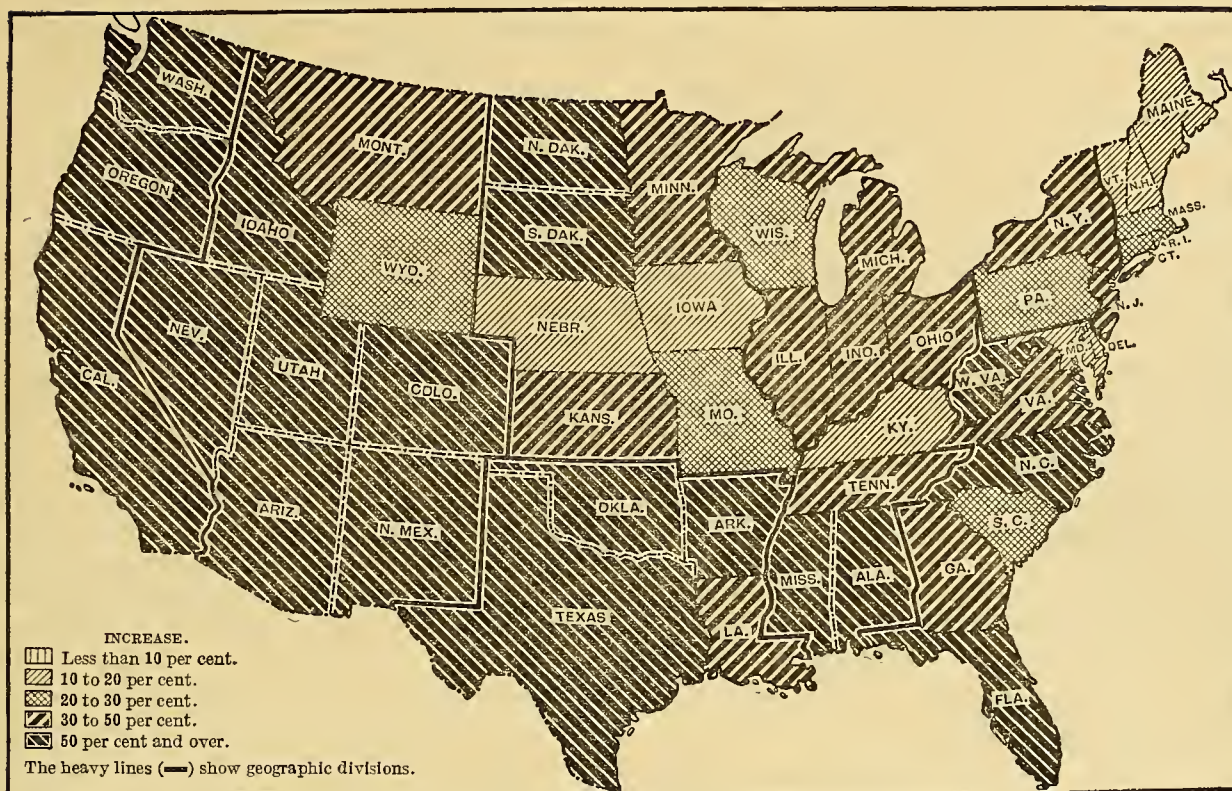 WASH.
MONT.
N. DAK.
MINN.
OREGON
IDAHO
S. DAK.
WIS.
MICH.
N.Y.
MAINE
VT.
N.H.
MASS.
R.I.
CT.
WYO.
NEBR.
IOWA
PA.
N.J.
NEV.
UTAH
COLO.
ILL.
IND.
OHIO
MD.
DEL.
CAL.
KANS.
MO.
W. VA.
VA.
KY.
ARIZ.
N. MEX.
OKLA.
ARK.
TENN.
N.C.
S.C.
TEXAS
LA.
MISS.
ALA.
GA.
FLA.
INCREASE.
Less than 10 per cent.
10 to 20 per cent.
20 to 30 per cent.
30 to 50 per cent.
50 per cent and over.
The heavy lines (▬) show geographic divisions.